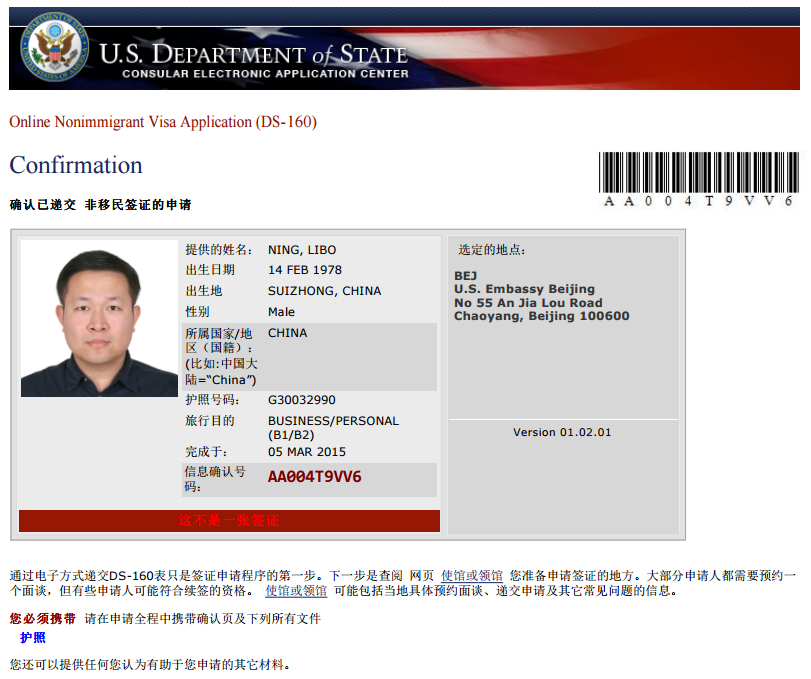 U.S. DEPARTMENT of STATE
CONSULAR ELECTRONIC APPLICATION CENTER
Online Nonimmigrant Visa Application (DS-160)
Confirmation
AA004T9VV6
确认已递交 非移民签证的申请
提供的姓名: NING, LIBO
出生日期 14 FEB 1978
出生地 SUIZHONG, CHINA
性别 Male
所属国家/地 CHINA
区（国籍）:
(比如:中国大
陆=“China”)
护照号码: G30032990
旅行目的 BUSINESS/PERSONAL
(B1/B2)
完成于: 05 MAR 2015
信息确认号 AA004T9VV6
码:
这不是一张签证
选定的地点:
BEJ
U.S. Embassy Beijing
No 55 An Jia Lou Road
Chaoyang, Beijing 100600
Version 01.02.01
通过电子方式递交DS-160表只是签证申请程序的第一步。下一步是查阅 网页 使馆或领馆 您准备申请签证的地方。大部分申请人都需要预约一
个面谈，但有些申请人可能符合续签的资格。 使馆或领馆 可能包括当地具体预约面谈、递交申请及其它常见问题的信息。
您必须携带 请在申请全程中携带确认页及下列所有文件
护照
您还可以提供任何您认为有助于您申请的其它材料。